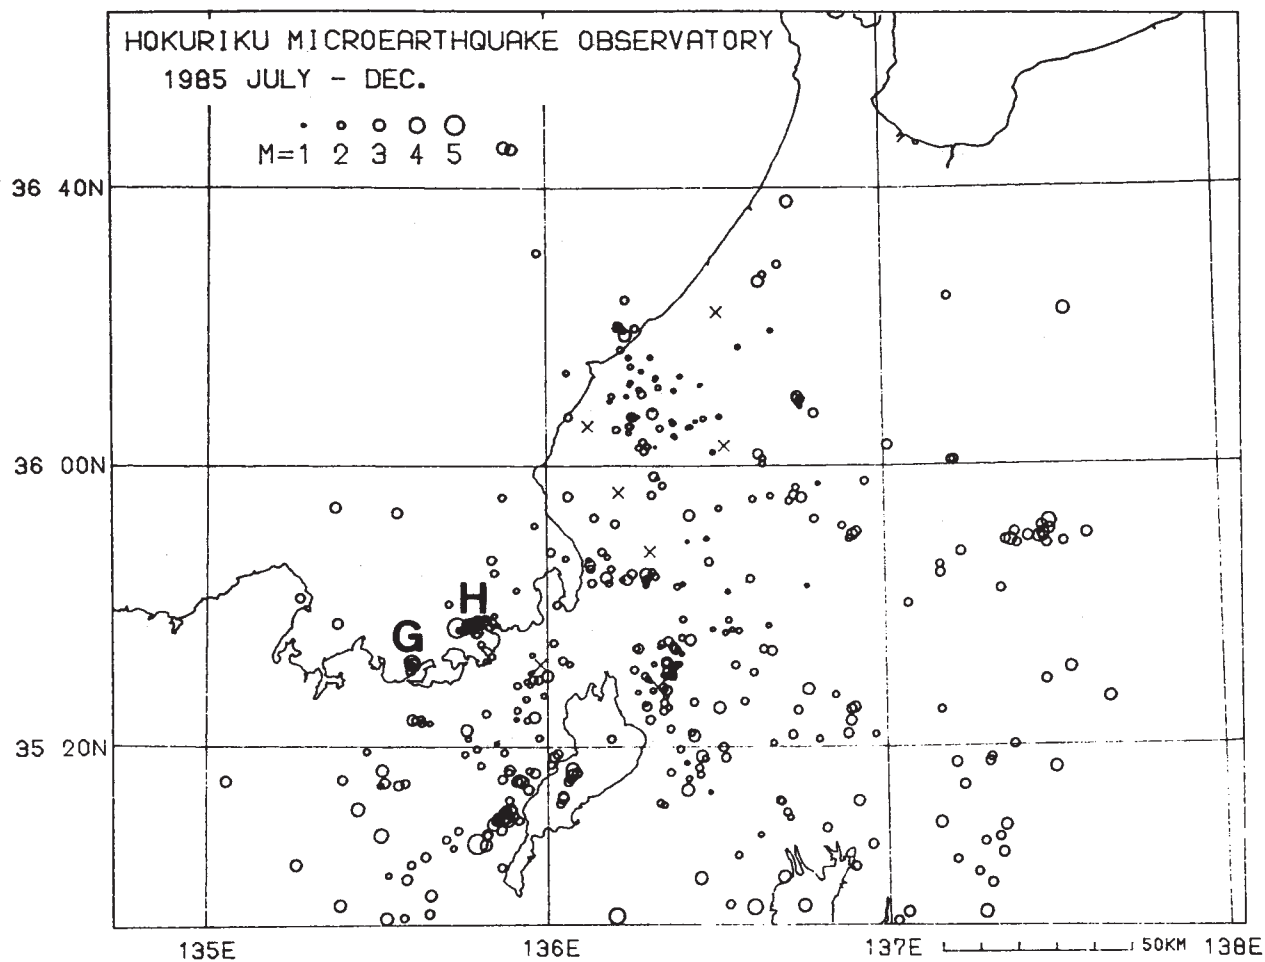 HOKURIKU MICROEARTHQUAKE OBSERVATORY
1985 JULY - DEC.
M=1 2 3 4 5
36 40N
36 00N
H
G
35 20N
135E 136E 137E 50KM 138E